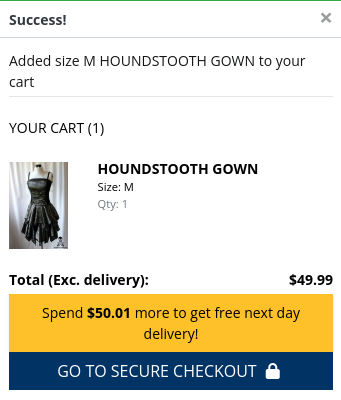 Success!
×
Added size M HOUNDSTOOTH GOWN to your
cart
YOUR CART (1)
HOUNDSTOOTH GOWN
Size: M
Qty: 1
Total (Exc. delivery):
$49.99
Spend $50.01 more to get free next day
delivery!
GO TO SECURE CHECKOUT